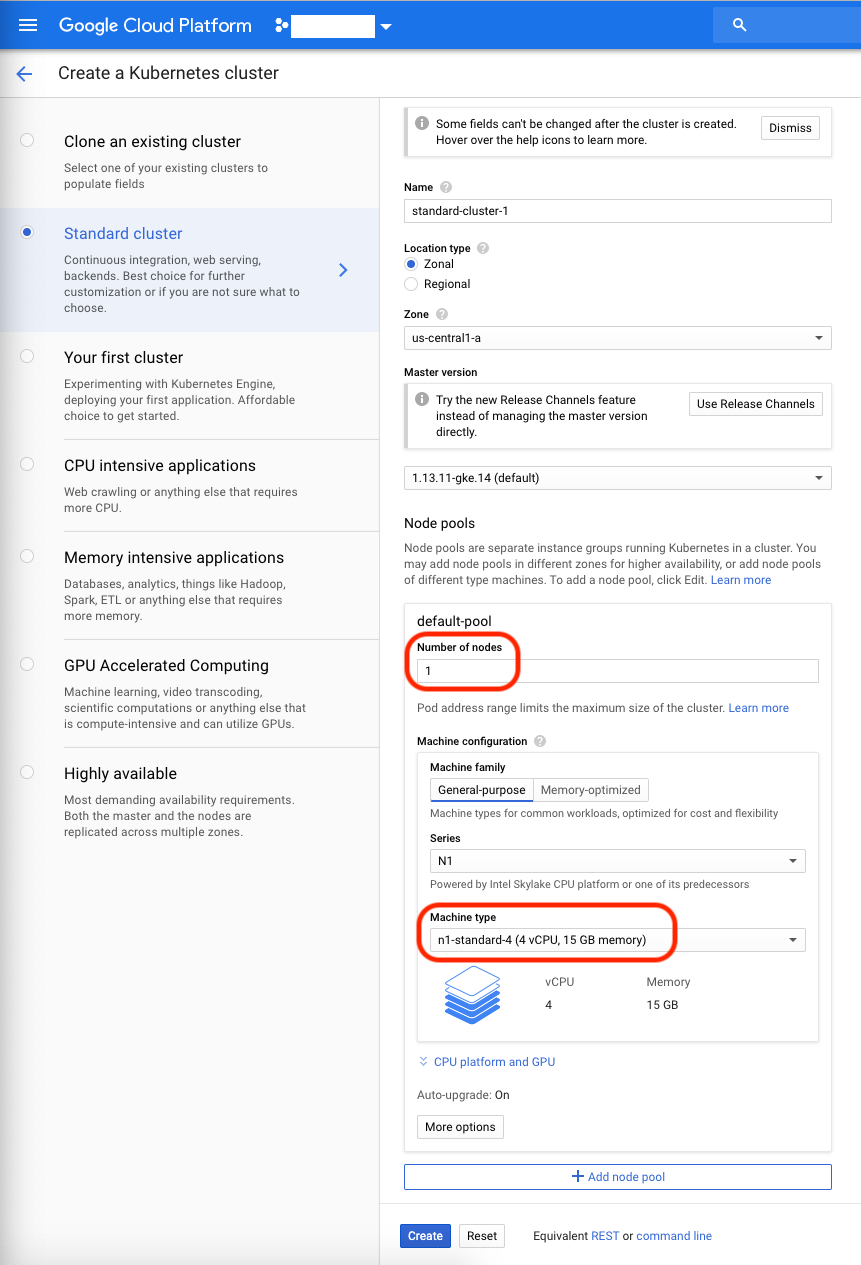 Google Cloud Platform
Create a Kubernetes cluster
Clone an existing cluster
Select one of your existing clusters to
populate fields
Standard cluster
Continuous integration, web serving,
backends. Best choice for further
customization or if you are not sure what to
choose.
Your first cluster
Experimenting with Kubernetes Engine,
deploying your first application. Affordable
choice to get started.
CPU intensive applications
Web crawling or anything else that requires
more CPU.
Memory intensive applications
Databases, analytics, things like Hadoop,
Spark, ETL or anything else that requires
more memory.
GPU Accelerated Computing
Machine learning, video transcoding,
scientific computations or anything else that
is compute-intensive and can utilize GPUs.
Highly available
Most demanding availability requirements.
Both the master and the nodes are
replicated across multiple zones.
Some fields can't be changed after the cluster is created.
Hover over the help icons to learn more.
Dismiss
Name
standard-cluster-1
Location type
Zonal
Regional
Zone
us-central1-a
Master version
Try the new Release Channels feature
instead of managing the master version
directly.
Use Release Channels
1.13.11-gke.14 (default)
Node pools
Node pools are separate instance groups running Kubernetes in a cluster. You
may add node pools in different zones for higher availability, or add node pools
of different type machines. To add a node pool, click Edit. Learn more
default-pool
Number of nodes
1
Pod address range limits the maximum size of the cluster. Learn more
Machine configuration
Machine family
General-purpose Memory-optimized
Machine types for common workloads, optimized for cost and flexibility
Series
N1
Powered by Intel Skylake CPU platform or one of its predecessors
Machine type
n1-standard-4 (4 vCPU, 15 GB memory)
vCPU Memory
4 15 GB
CPU platform and GPU
Auto-upgrade: On
More options
Add node pool
Create Reset Equivalent REST or command line